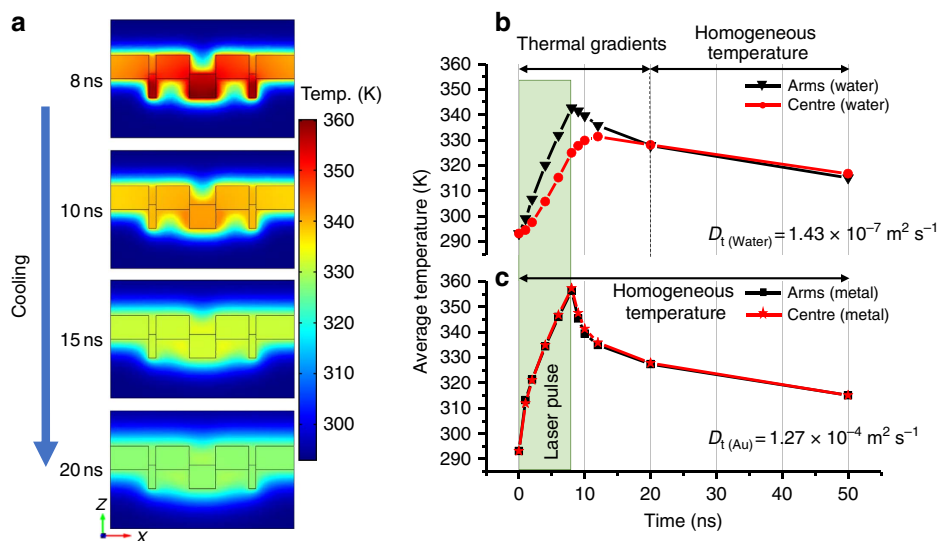 a
8 ns
10 ns
15 ns
20 ns
Cooling
Z
X
Temp. (K)
360
350
340
330
320
310
300
b
Thermal gradients
Homogeneous
temperature
360
350
340
330
320
310
300
290
Arms (water)
Centre (water)
Dt (Water) = 1.43 × 10⁻⁷ m² s⁻¹
Average temperature (K)
c
Homogeneous
temperature
360
350
340
330
320
310
300
290
Arms (metal)
Centre (metal)
Laser pulse
Dt (Au) = 1.27 × 10⁻⁴ m² s⁻¹
0
10
20
30
40
50
Time (ns)